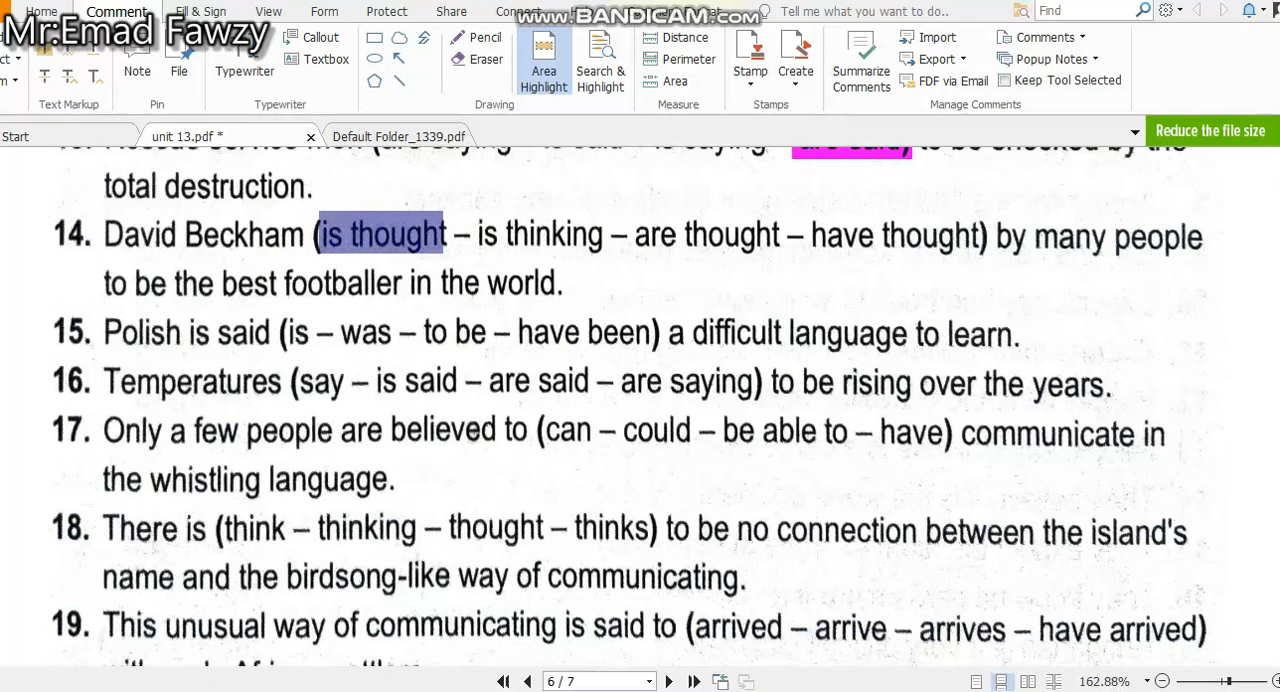 Home Comment Fill & Sign View Form Protect Share Connect Tell me what you want to do.. Find
www.BANDICAM.com
Mr:Emad Fawzy
Callout
Textbox
Note File Typewriter
Pencil
Eraser
Area Highlight
Search & Highlight
Distance
Perimeter
Area
Stamp Create
Summarize Comments
Import
Export
FDF via Email
Comments
Popup Notes
Keep Tool Selected
Text Markup Pin Typewriter Drawing Measure Stamps Manage Comments
Start unit 13.pdf * Default Folder_1339.pdf Reduce the file size
total destruction.
14. David Beckham (is thought – is thinking – are thought – have thought) by many people
to be the best footballer in the world.
15. Polish is said (is – was – to be – have been) a difficult language to learn.
16. Temperatures (say – is said – are said – are saying) to be rising over the years.
17. Only a few people are believed to (can – could – be able to – have) communicate in
the whistling language.
18. There is (think – thinking – thought – thinks) to be no connection between the island's
name and the birdsong-like way of communicating.
19. This unusual way of communicating is said to (arrived – arrive – arrives – have arrived)
6 / 7 162.88%